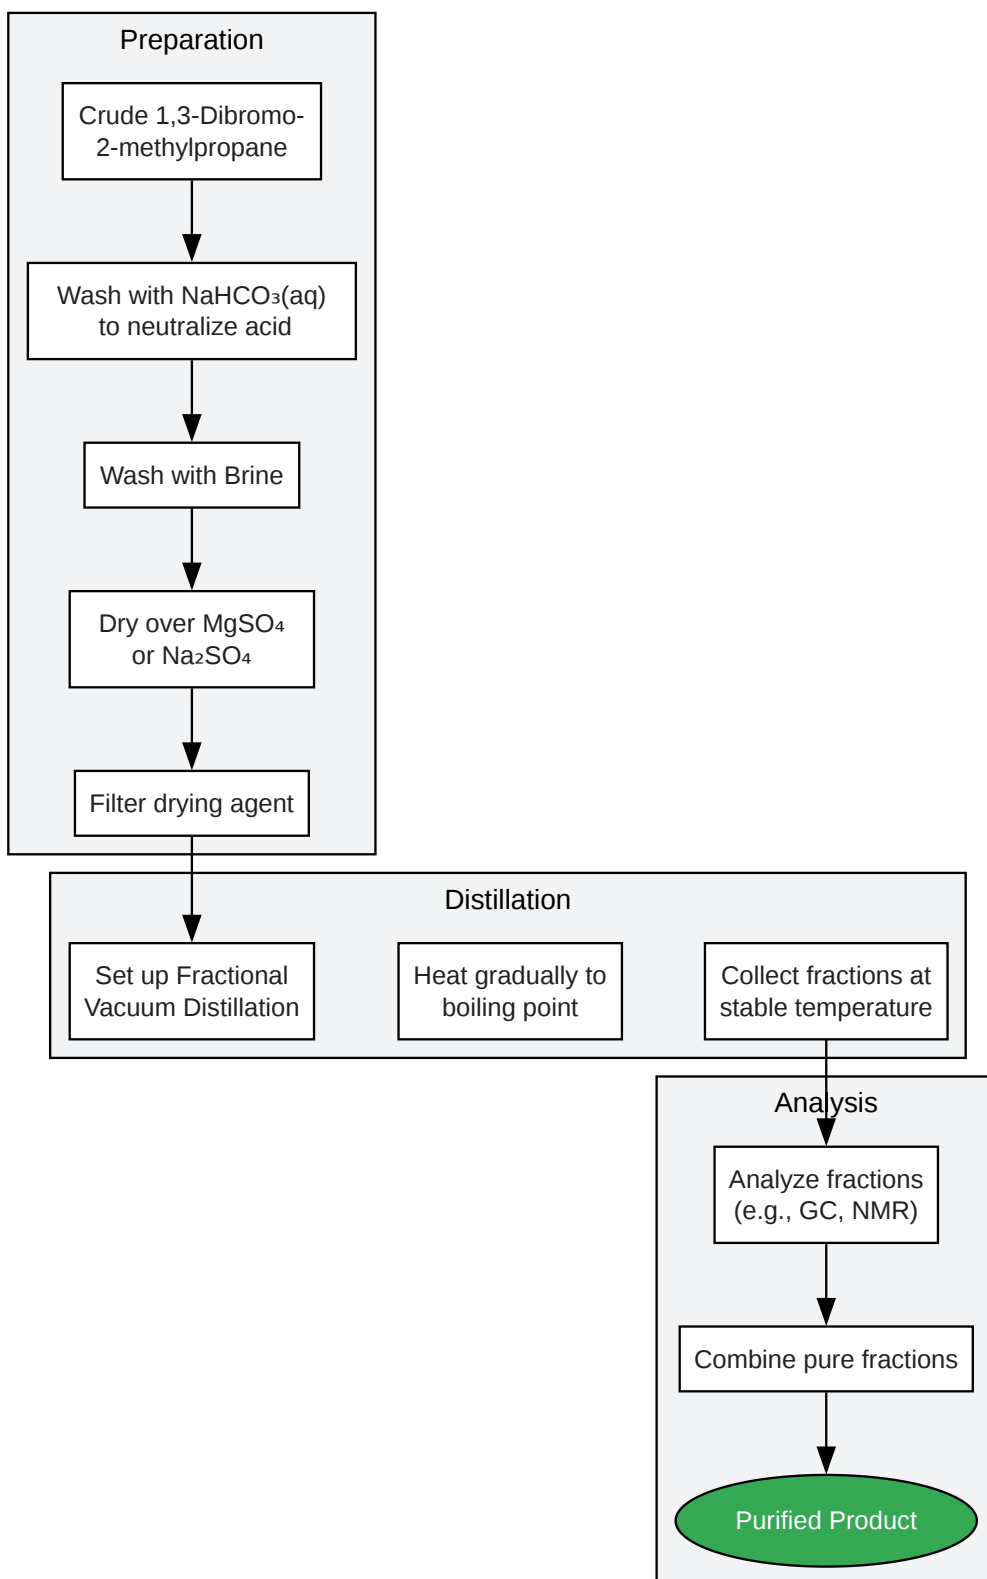 Preparation
Crude 1,3-Dibromo-
2-methylpropane
Wash with NaHCO₃(aq)
to neutralize acid
Wash with Brine
Dry over MgSO₄
or Na₂SO₄
Filter drying agent
Distillation
Set up Fractional
Vacuum Distillation
Heat gradually to
boiling point
Collect fractions at
stable temperature
Analysis
Analyze fractions
(e.g., GC, NMR)
Combine pure fractions
Purified Product